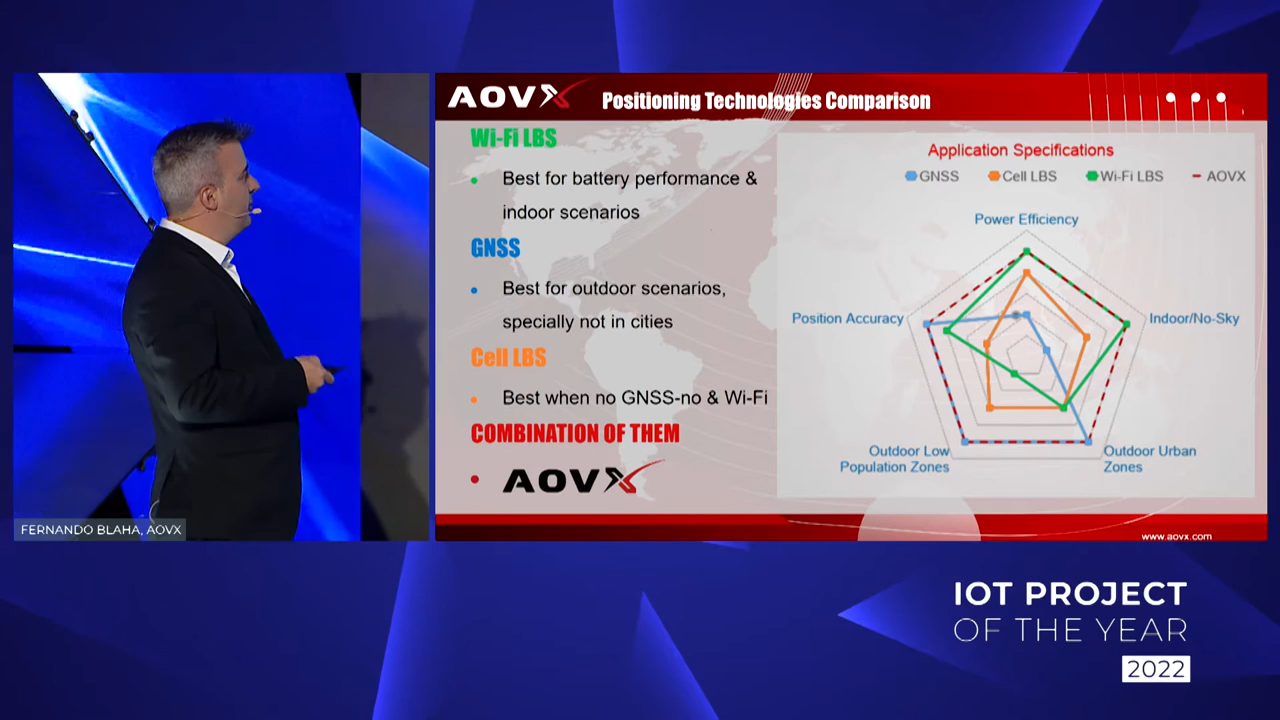 FERNANDO BLAHA, AOVX
AOVX
Positioning Technologies Comparison
Wi-Fi LBS
• Best for battery performance &
indoor scenarios
GNSS
• Best for outdoor scenarios,
specially not in cities
Cell LBS
• Best when no GNSS-no & Wi-Fi
COMBINATION OF THEM
• AOVX
Application Specifications
GNSS Cell LBS Wi-Fi LBS AOVX
Power Efficiency
Position Accuracy
Indoor/No-Sky
Outdoor Low
Population Zones
Outdoor Urban
Zones
www.aovx.com
IOT PROJECT
OF THE YEAR
2022